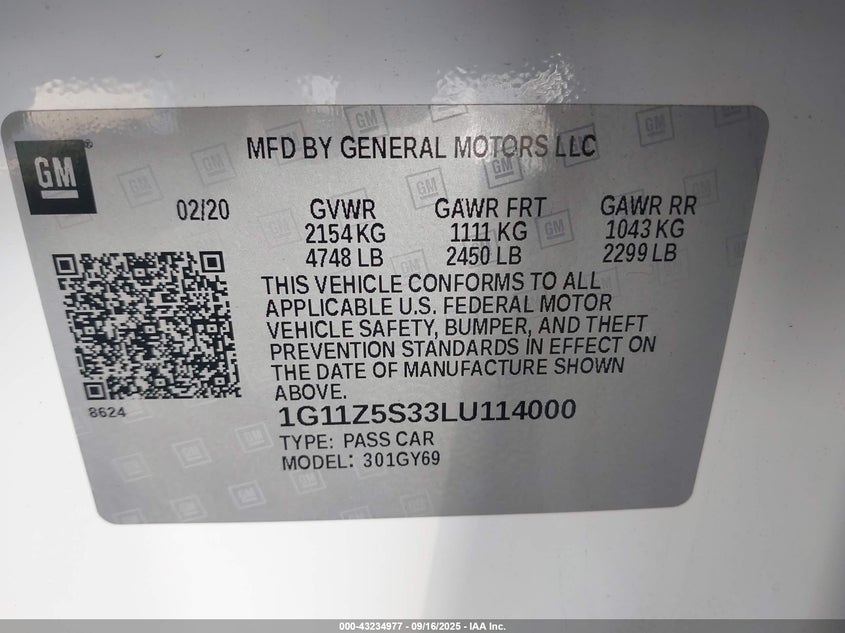 GM
MFD BY GENERAL MOTORS LLC
02/20
GVWR GAWR FRT GAWR RR
2154 KG 1111 KG 1043 KG
4748 LB 2450 LB 2299 LB
THIS VEHICLE CONFORMS TO ALL
APPLICABLE U.S. FEDERAL MOTOR
VEHICLE SAFETY, BUMPER, AND THEFT
PREVENTION STANDARDS IN EFFECT ON
THE DATE OF MANUFACTURE SHOWN
ABOVE.
8624
1G11Z5S33LU114000
TYPE: PASS CAR
MODEL: 301GY69
000-43234977 - 09/16/2025 - IAA Inc.